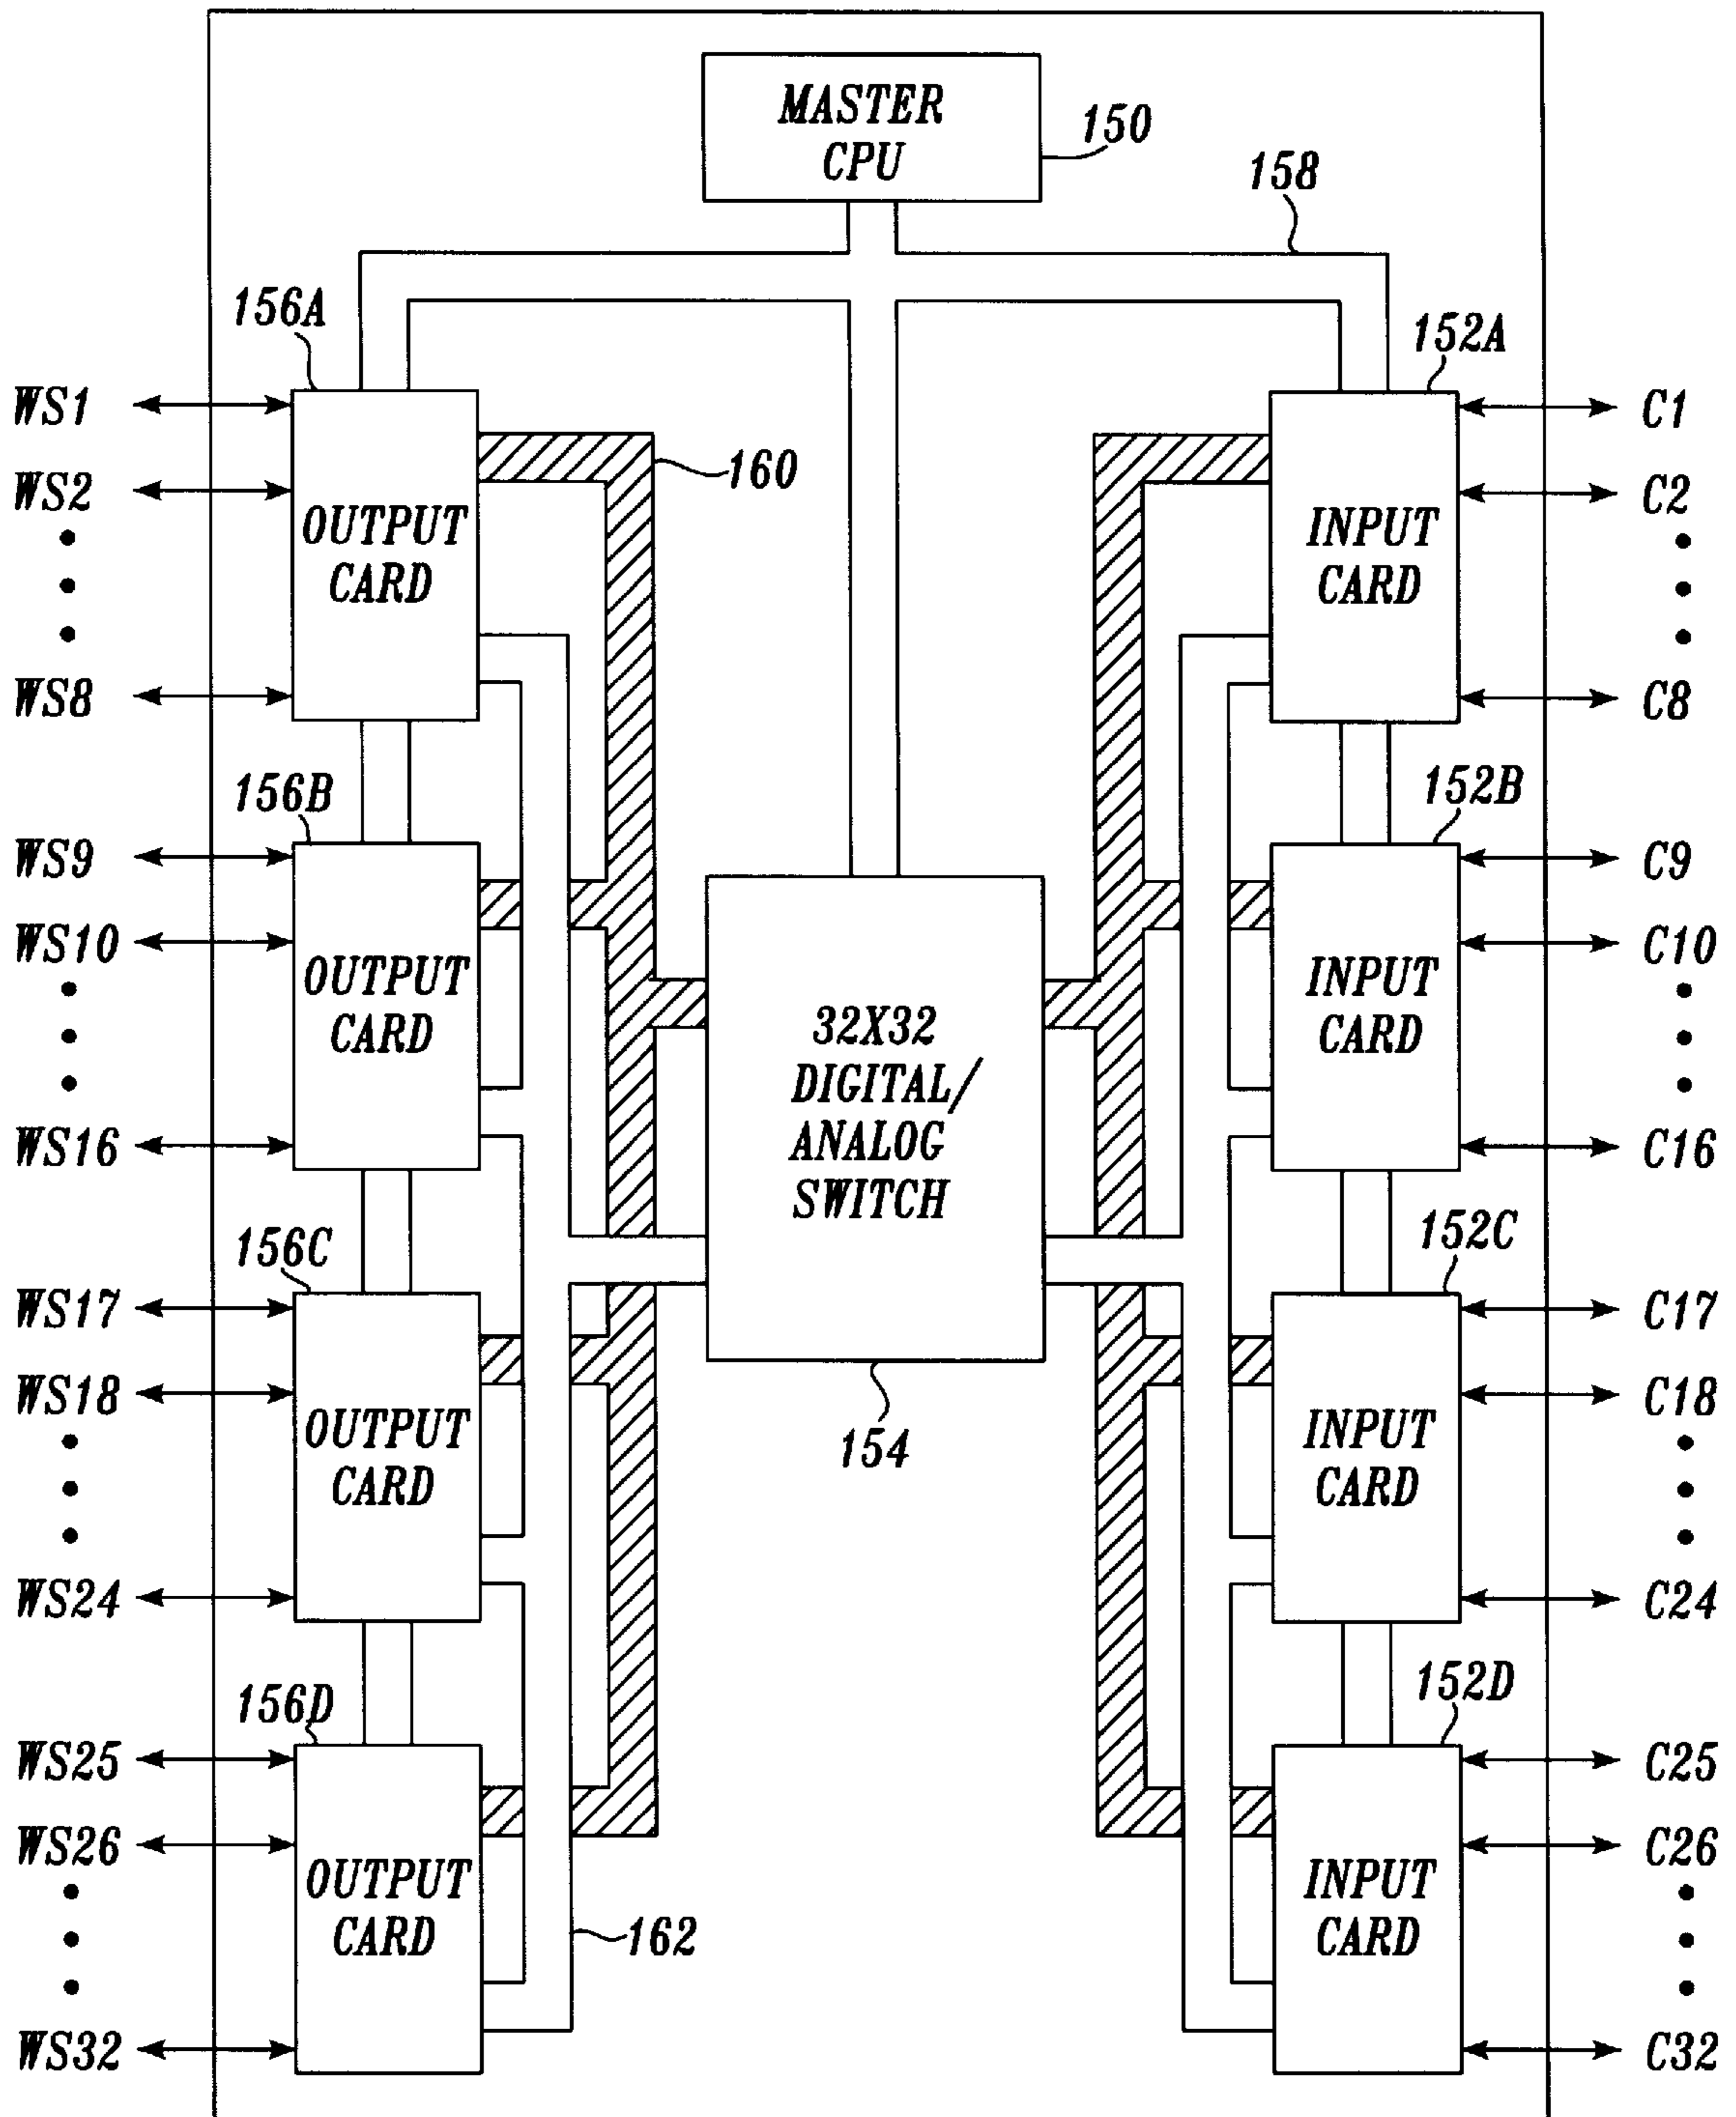 MASTER
CPU
150
158
156A
152A
WS1
C1
160
WS2
C2
OUTPUT
CARD
INPUT
CARD
WS8
C8
156B
152B
WS9
C9
WS10
C10
OUTPUT
CARD
INPUT
CARD
32X32
DIGITAL/
ANALOG
SWITCH
WS16
C16
156C
152C
WS17
C17
WS18
C18
OUTPUT
CARD
154
INPUT
CARD
WS24
C24
156D
152D
WS25
C25
WS26
C26
OUTPUT
CARD
INPUT
CARD
162
WS32
C32